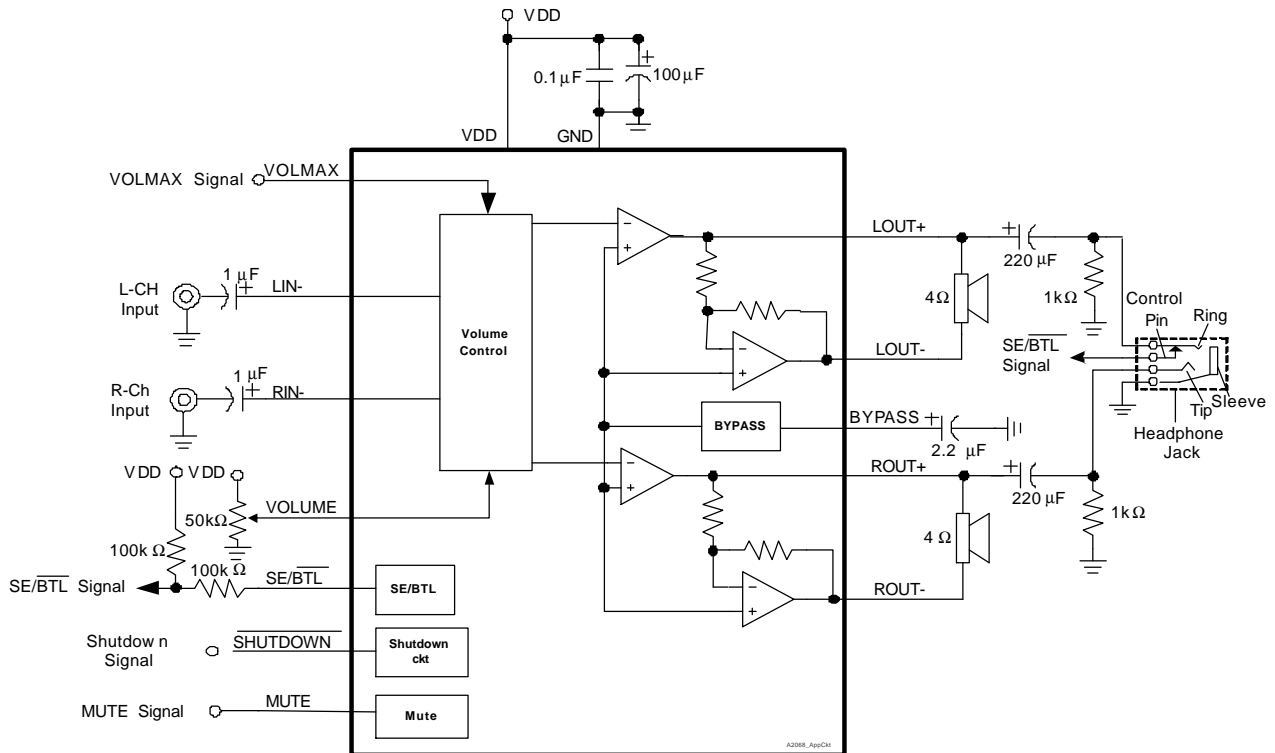 VDD
+
0.1μF
100μF
VDD
GND
VOLMAX Signal
VOLMAX
L-CH
Input
1 μF
+
LIN-
R-Ch
Input
1 μF
+
RIN-
Volume
Control
−
+
−
+
BYPASS
−
+
−
+
LOUT+
+
220 μF
4Ω
1kΩ
LOUT-
Control
Pin
Ring
SE/BTL
Signal
Tip
Sleeve
Headphone
Jack
BYPASS
+
2.2 μF
ROUT+
+
220 μF
4 Ω
1kΩ
ROUT-
VDD
VDD
50kΩ
VOLUME
100k Ω
100k Ω
SE/BTL Signal
SE/BTL
SE/BTL
Shutdow n
Signal
SHUTDOWN
Shutdown
ckt
MUTE Signal
MUTE
Mute
A2068_AppCkt